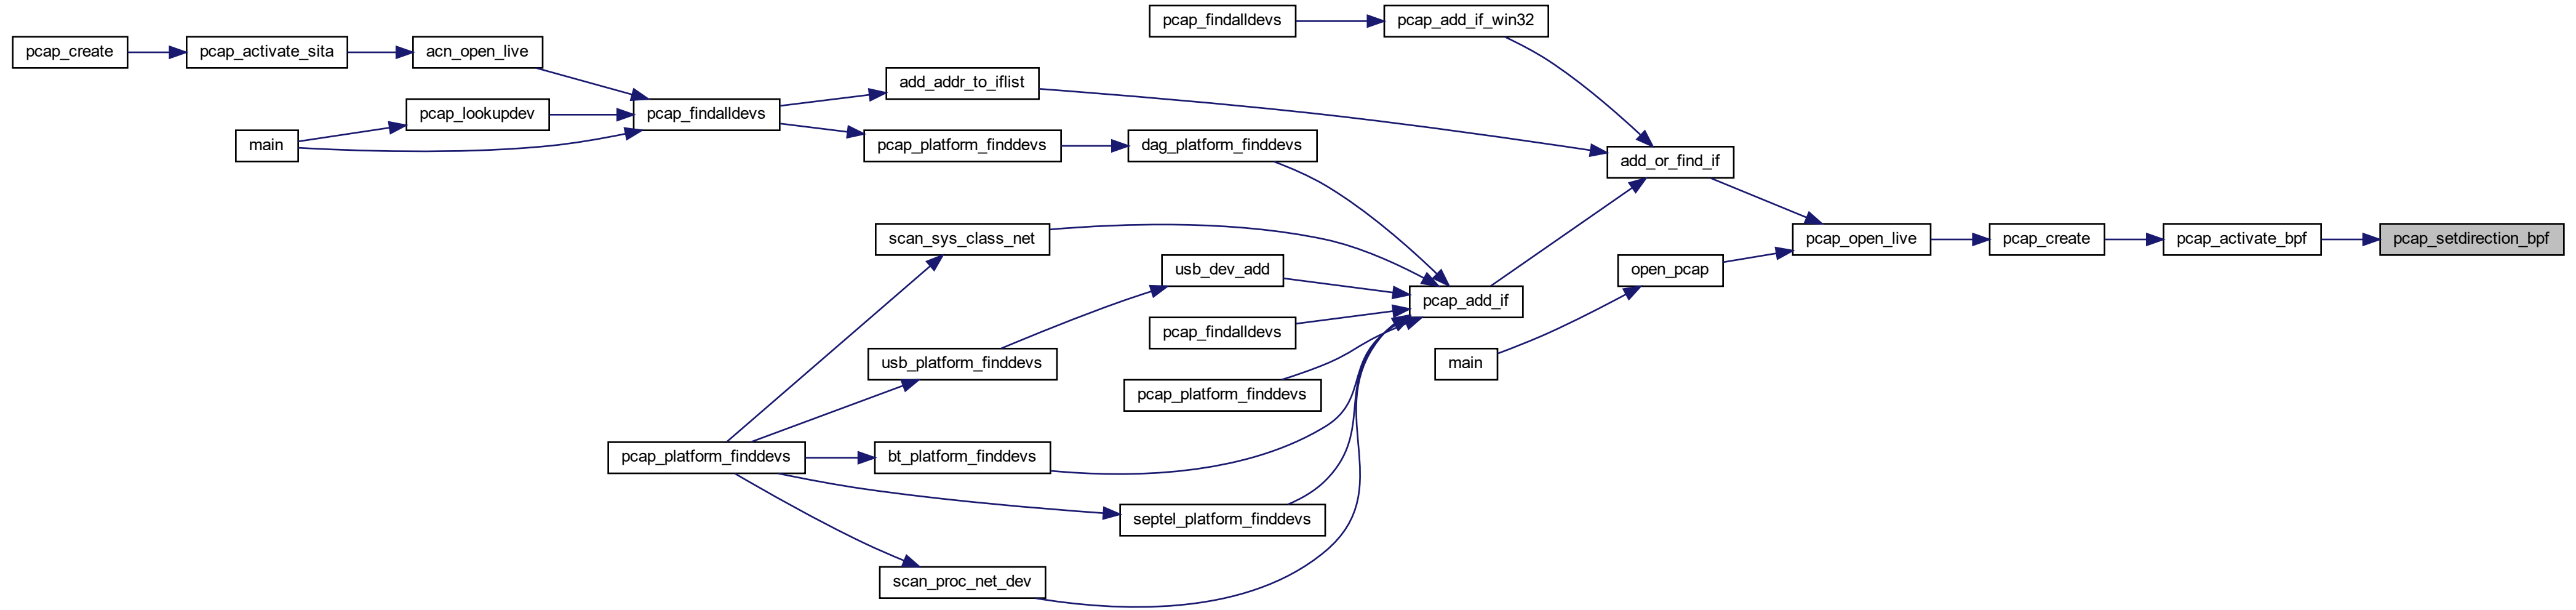 pcap_findalldevs
pcap_add_if_win32
pcap_create
pcap_activate_sita
acn_open_live
add_addr_to_iflist
pcap_lookupdev
pcap_findalldevs
main
pcap_platform_finddevs
dag_platform_finddevs
add_or_find_if
scan_sys_class_net
pcap_open_live
pcap_create
pcap_activate_bpf
pcap_setdirection_bpf
usb_dev_add
open_pcap
pcap_add_if
pcap_findalldevs
usb_platform_finddevs
main
pcap_platform_finddevs
pcap_platform_finddevs
bt_platform_finddevs
septel_platform_finddevs
scan_proc_net_dev